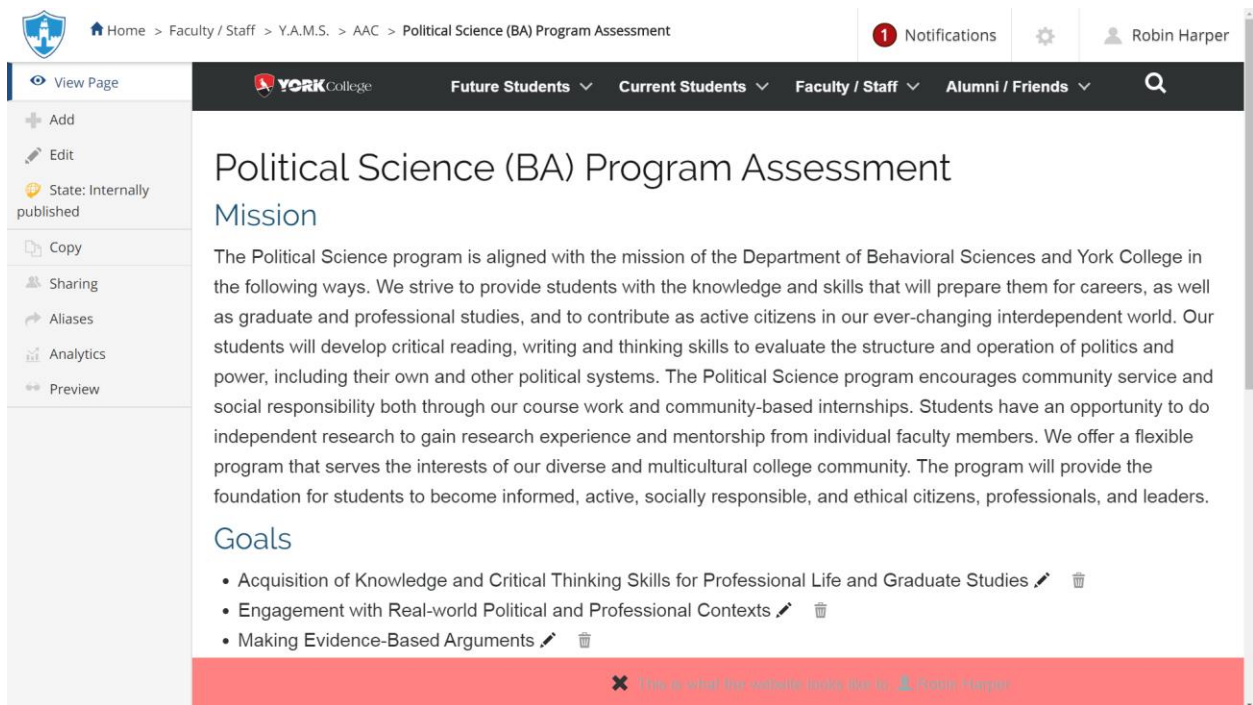 Home > Faculty / Staff > Y.A.M.S. > AAC > Political Science (BA) Program Assessment
1 Notifications
Robin Harper
View Page
Add
Edit
State: Internally
published
Copy
Sharing
Aliases
Analytics
Preview
YORK College
Future Students
Current Students
Faculty / Staff
Alumni / Friends
Political Science (BA) Program Assessment
Mission
The Political Science program is aligned with the mission of the Department of Behavioral Sciences and York College in
the following ways. We strive to provide students with the knowledge and skills that will prepare them for careers, as well
as graduate and professional studies, and to contribute as active citizens in our ever-changing interdependent world. Our
students will develop critical reading, writing and thinking skills to evaluate the structure and operation of politics and
power, including their own and other political systems. The Political Science program encourages community service and
social responsibility both through our course work and community-based internships. Students have an opportunity to do
independent research to gain research experience and mentorship from individual faculty members. We offer a flexible
program that serves the interests of our diverse and multicultural college community. The program will provide the
foundation for students to become informed, active, socially responsible, and ethical citizens, professionals, and leaders.
Goals
• Acquisition of Knowledge and Critical Thinking Skills for Professional Life and Graduate Studies
• Engagement with Real-world Political and Professional Contexts
• Making Evidence-Based Arguments
This is what the website looks like to Robin Harper